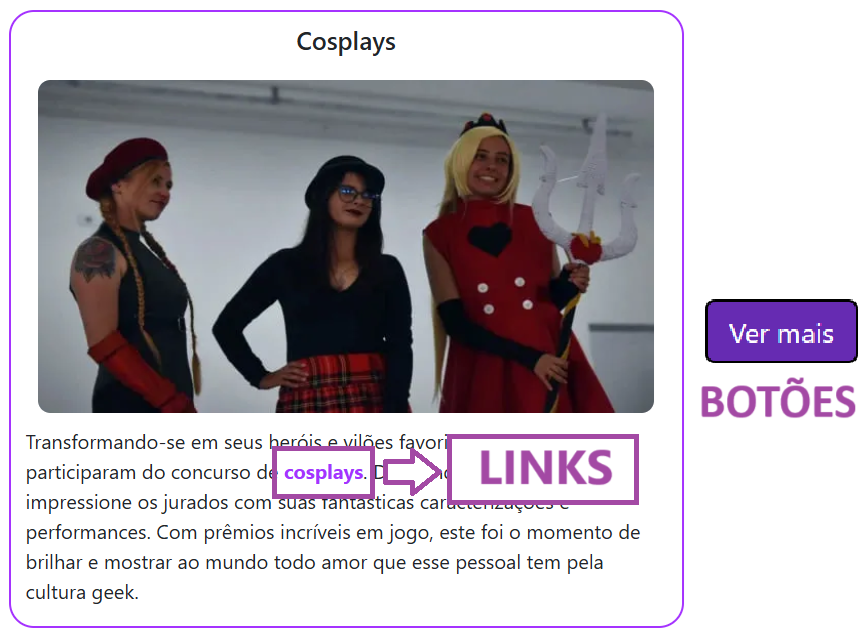 Cosplays
Transformando-se em seus heróis e vilões favori
participaram do concurso de cosplays. D
LINKS
impressione os jurados com suas fantásticas caracterizações e
performances. Com prêmios incríveis em jogo, este foi o momento de
brilhar e mostrar ao mundo todo amor que esse pessoal tem pela
cultura geek.
Ver mais
BOTÕES